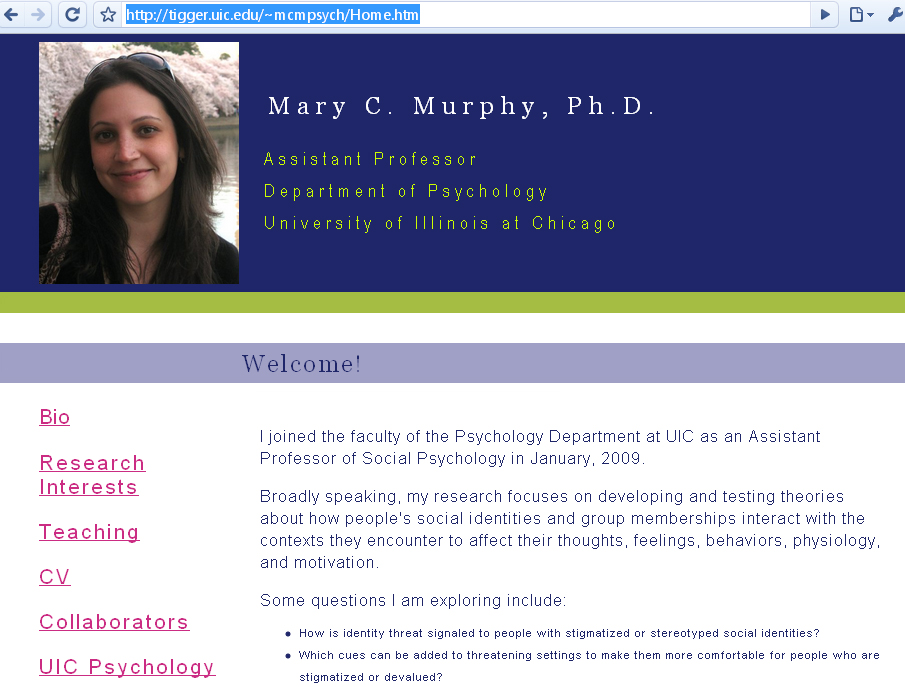 http://tigger.uic.edu/~mcmpsych/Home.htm
Mary C. Murphy, Ph.D.
Assistant Professor
Department of Psychology
University of Illinois at Chicago
Welcome!
Bio
Research
Interests
Teaching
CV
Collaborators
UIC Psychology
I joined the faculty of the Psychology Department at UIC as an Assistant
Professor of Social Psychology in January, 2009.
Broadly speaking, my research focuses on developing and testing theories
about how people's social identities and group memberships interact with the
contexts they encounter to affect their thoughts, feelings, behaviors, physiology,
and motivation.
Some questions I am exploring include:
• How is identity threat signaled to people with stigmatized or stereotyped social identities?
• Which cues can be added to threatening settings to make them more comfortable for people who are
stigmatized or devalued?